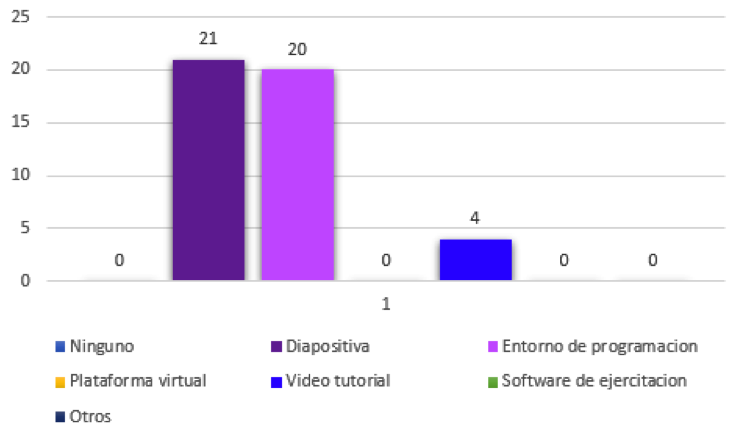 25
21
20
20
15
10
5
4
0
0
0
0
0
1
Ninguno
Diapositiva
Entorno de programacion
Plataforma virtual
Video tutorial
Software de ejercitacion
Otros